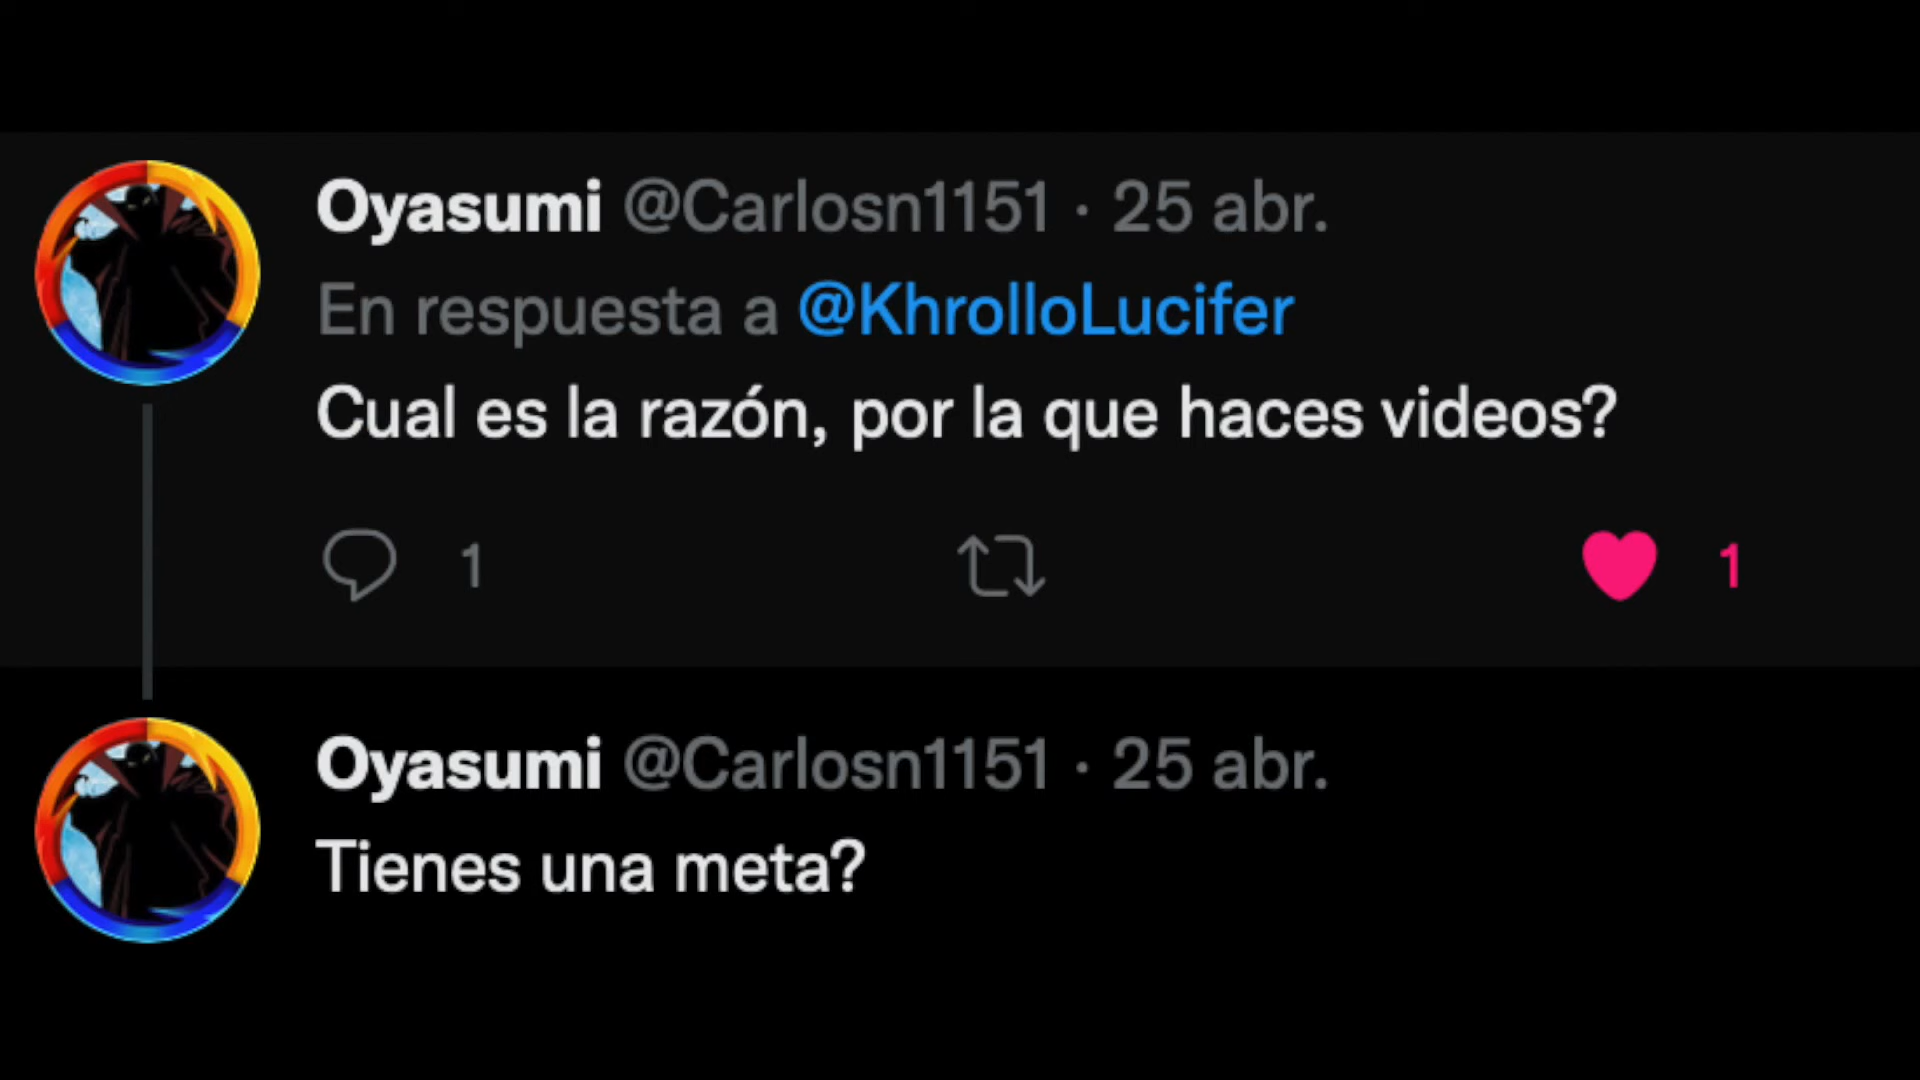 Oyasumi @Carlosn1151 · 25 abr.
En respuesta a @KhrolloLucifer
Cual es la razón, por la que haces videos?
1 1
Oyasumi @Carlosn1151 · 25 abr.
Tienes una meta?